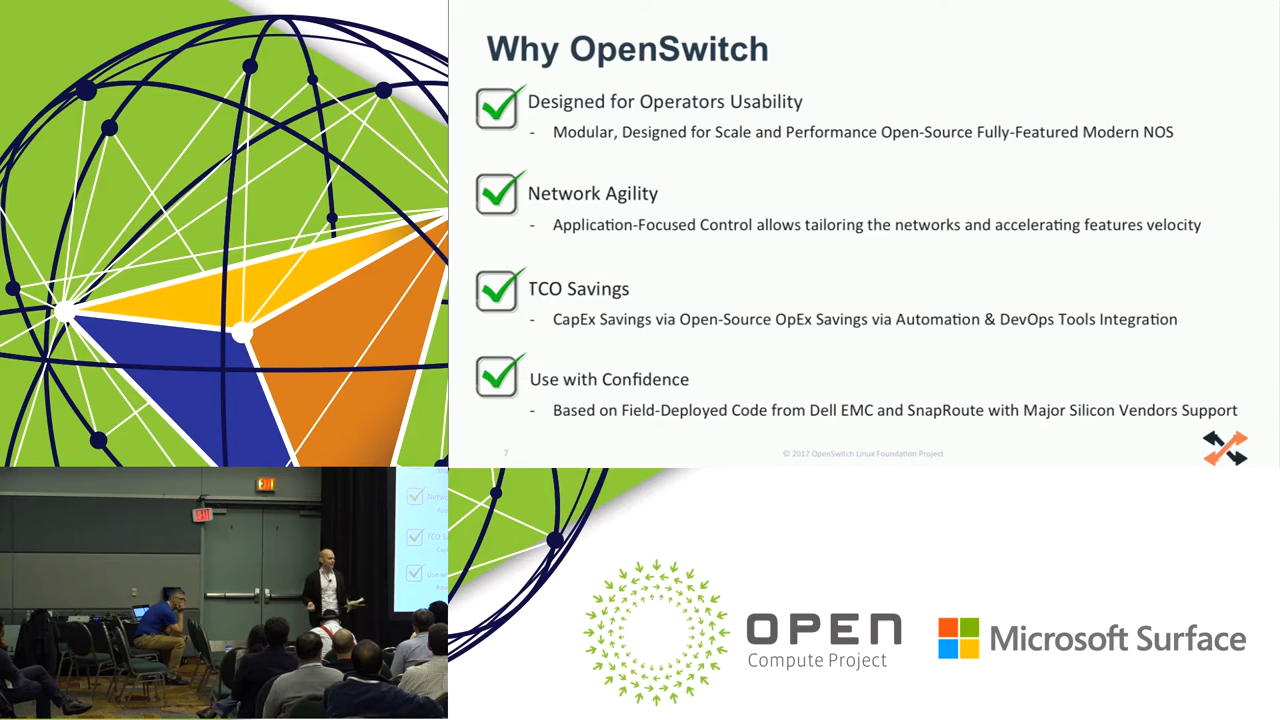 Why OpenSwitch
Designed for Operators Usability
- Modular, Designed for Scale and Performance Open-Source Fully-Featured Modern NOS
Network Agility
- Application-Focused Control allows tailoring the networks and accelerating features velocity
TCO Savings
- CapEx Savings via Open-Source OpEx Savings via Automation & DevOps Tools Integration
Use with Confidence
- Based on Field-Deployed Code from Dell EMC and SnapRoute with Major Silicon Vendors Support
7
© 2017 OpenSwitch Linux Foundation Project
OPEN
Compute Project
Microsoft Surface